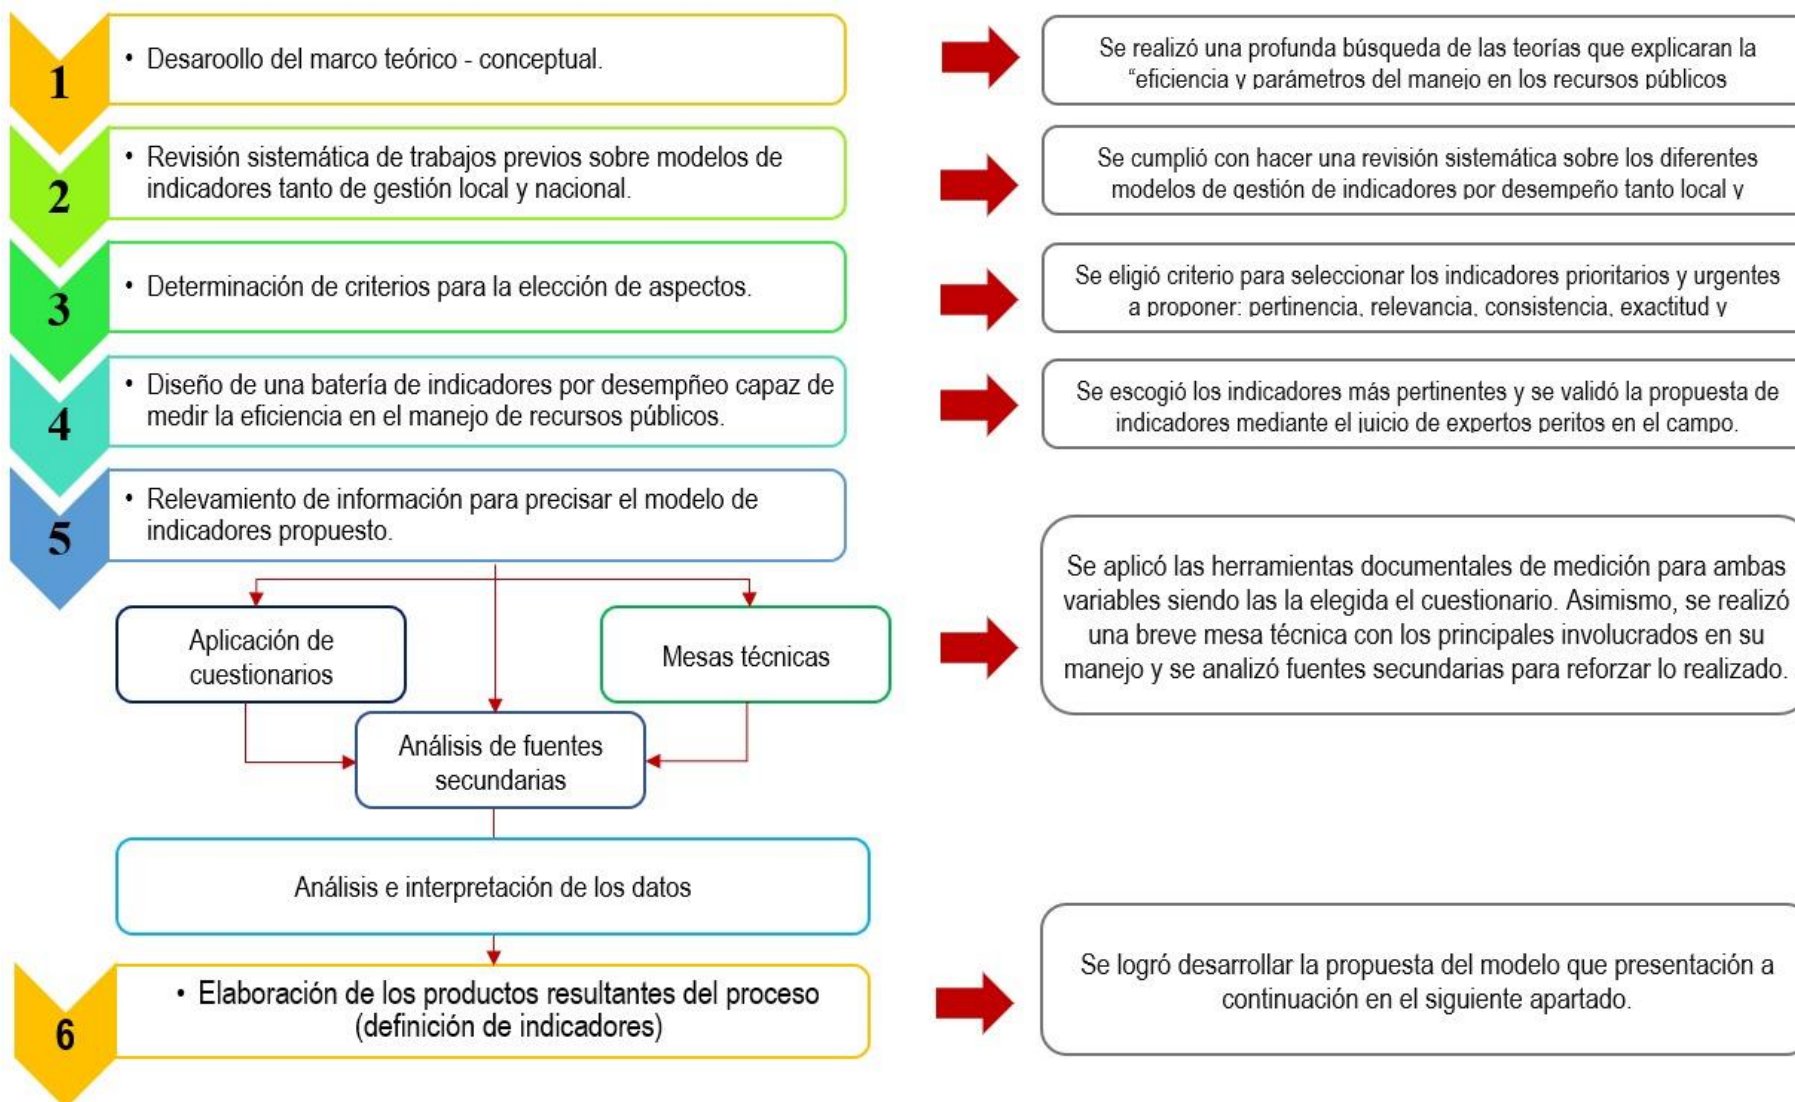 1
• Desaroollo del marco teórico - conceptual.
Se realizó una profunda búsqueda de las teorías que explicaran la
“eficiencia y parámetros del manejo en los recursos públicos
2
• Revisión sistemática de trabajos previos sobre modelos de
indicadores tanto de gestión local y nacional.
Se cumplió con hacer una revisión sistemática sobre los diferentes
modelos de gestión de indicadores por desempeño tanto local y
3
• Determinación de criterios para la elección de aspectos.
Se eligió criterio para seleccionar los indicadores prioritarios y urgentes
a proponer: pertinencia, relevancia, consistencia, exactitud y
4
• Diseño de una batería de indicadores por desempñeo capaz de
medir la eficiencia en el manejo de recursos públicos.
Se escogió los indicadores más pertinentes y se validó la propuesta de
indicadores mediante el juicio de expertos peritos en el campo.
5
• Relevamiento de información para precisar el modelo de
indicadores propuesto.
Aplicación de
cuestionarios
Mesas técnicas
Análisis de fuentes
secundarias
Se aplicó las herramientas documentales de medición para ambas
variables siendo las la elegida el cuestionario. Asimismo, se realizó
una breve mesa técnica con los principales involucrados en su
manejo y se analizó fuentes secundarias para reforzar lo realizado.
Análisis e interpretación de los datos
6
• Elaboración de los productos resultantes del proceso
(definición de indicadores)
Se logró desarrollar la propuesta del modelo que presentación a
continuación en el siguiente apartado.